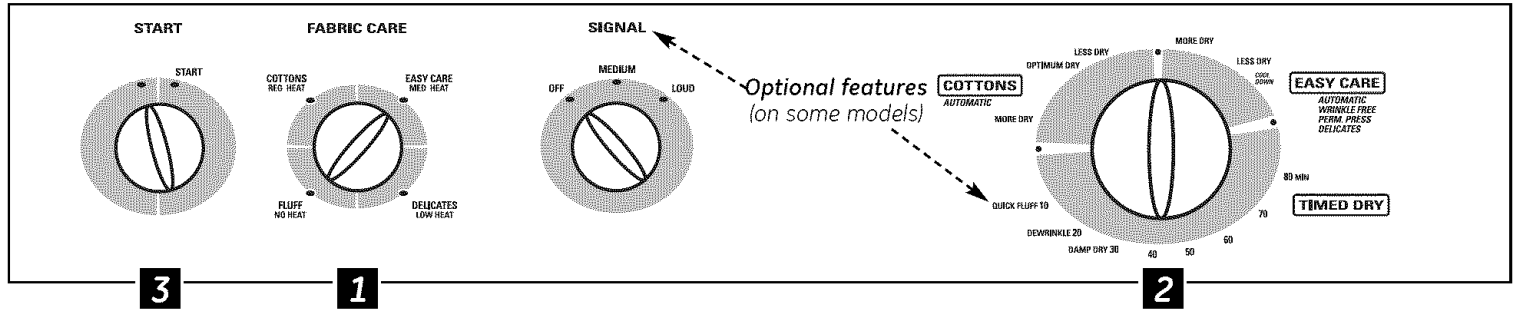 START
START
FABRIC CARE
COTTONS
REG HEAT
EASY CARE
MED HEAT
FLUFF
NO HEAT
DELICATES
LOW HEAT
SIGNAL
OFF
MEDIUM
LOUD
Optional features
(on some models)
COTTONS
AUTOMATIC
MORE DRY
OPTIMUM DRY
LESS DRY
MORE DRY
LESS DRY
COOL
DOWN
EASY CARE
AUTOMATIC
WRINKLE FREE
PERM. PRESS
DELICATES
80 MIN
TIMED DRY
70
60
50
40
DAMP DRY 30
DEWRINKLE 20
QUICK FLUFF 10
3
1
2